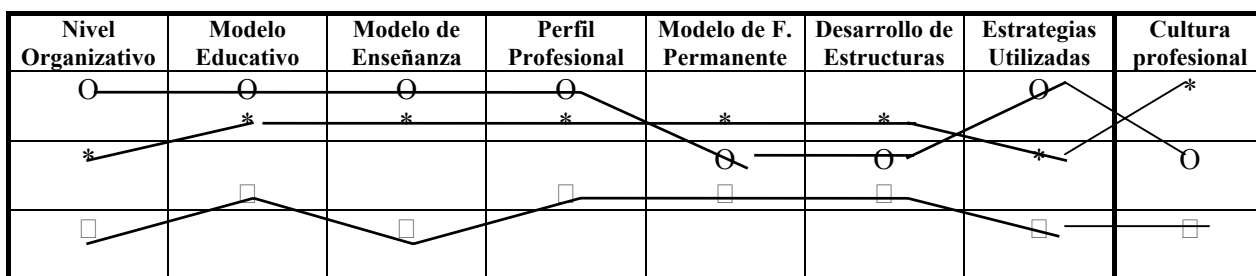 Nivel Organizativo Modelo Educativo Modelo de Enseñanza Perfil Profesional Modelo de F. Permanente Desarrollo de Estructuras Estrategias Utilizadas Cultura profesional
O O O O O *
* * * * * *
* O O * O
□ □ □
□ □ □ □